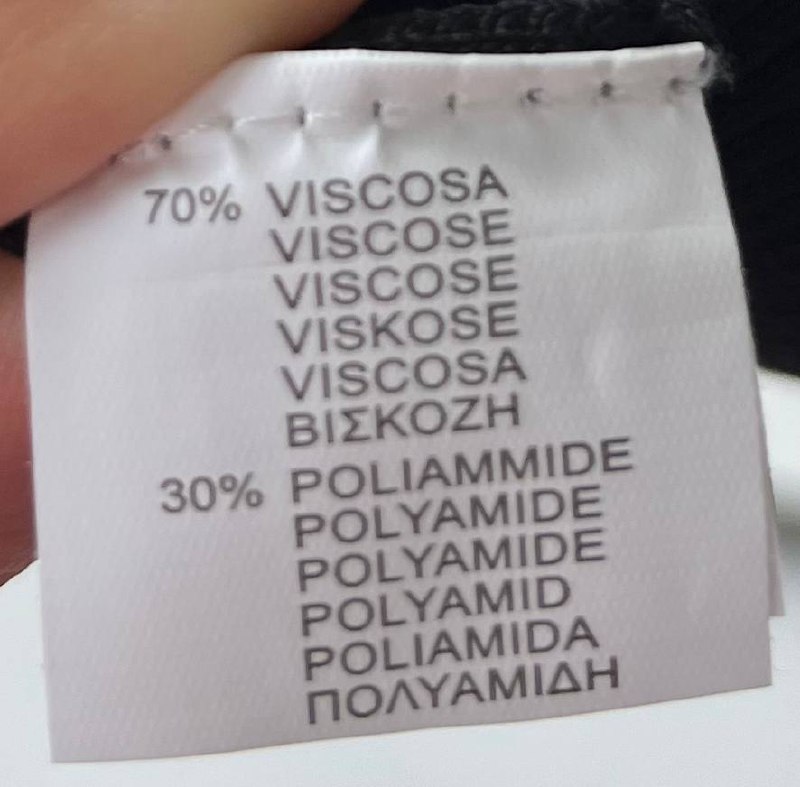 70% VISCOSA
VISCOSE
VISCOSE
VISKOSE
VISCOSA
ΒΙΣΚΟΖΗ
30% POLIAMMIDE
POLYAMIDE
POLYAMIDE
POLYAMID
POLIAMIDA
ΠΟΛΥΑΜΙΔΗ